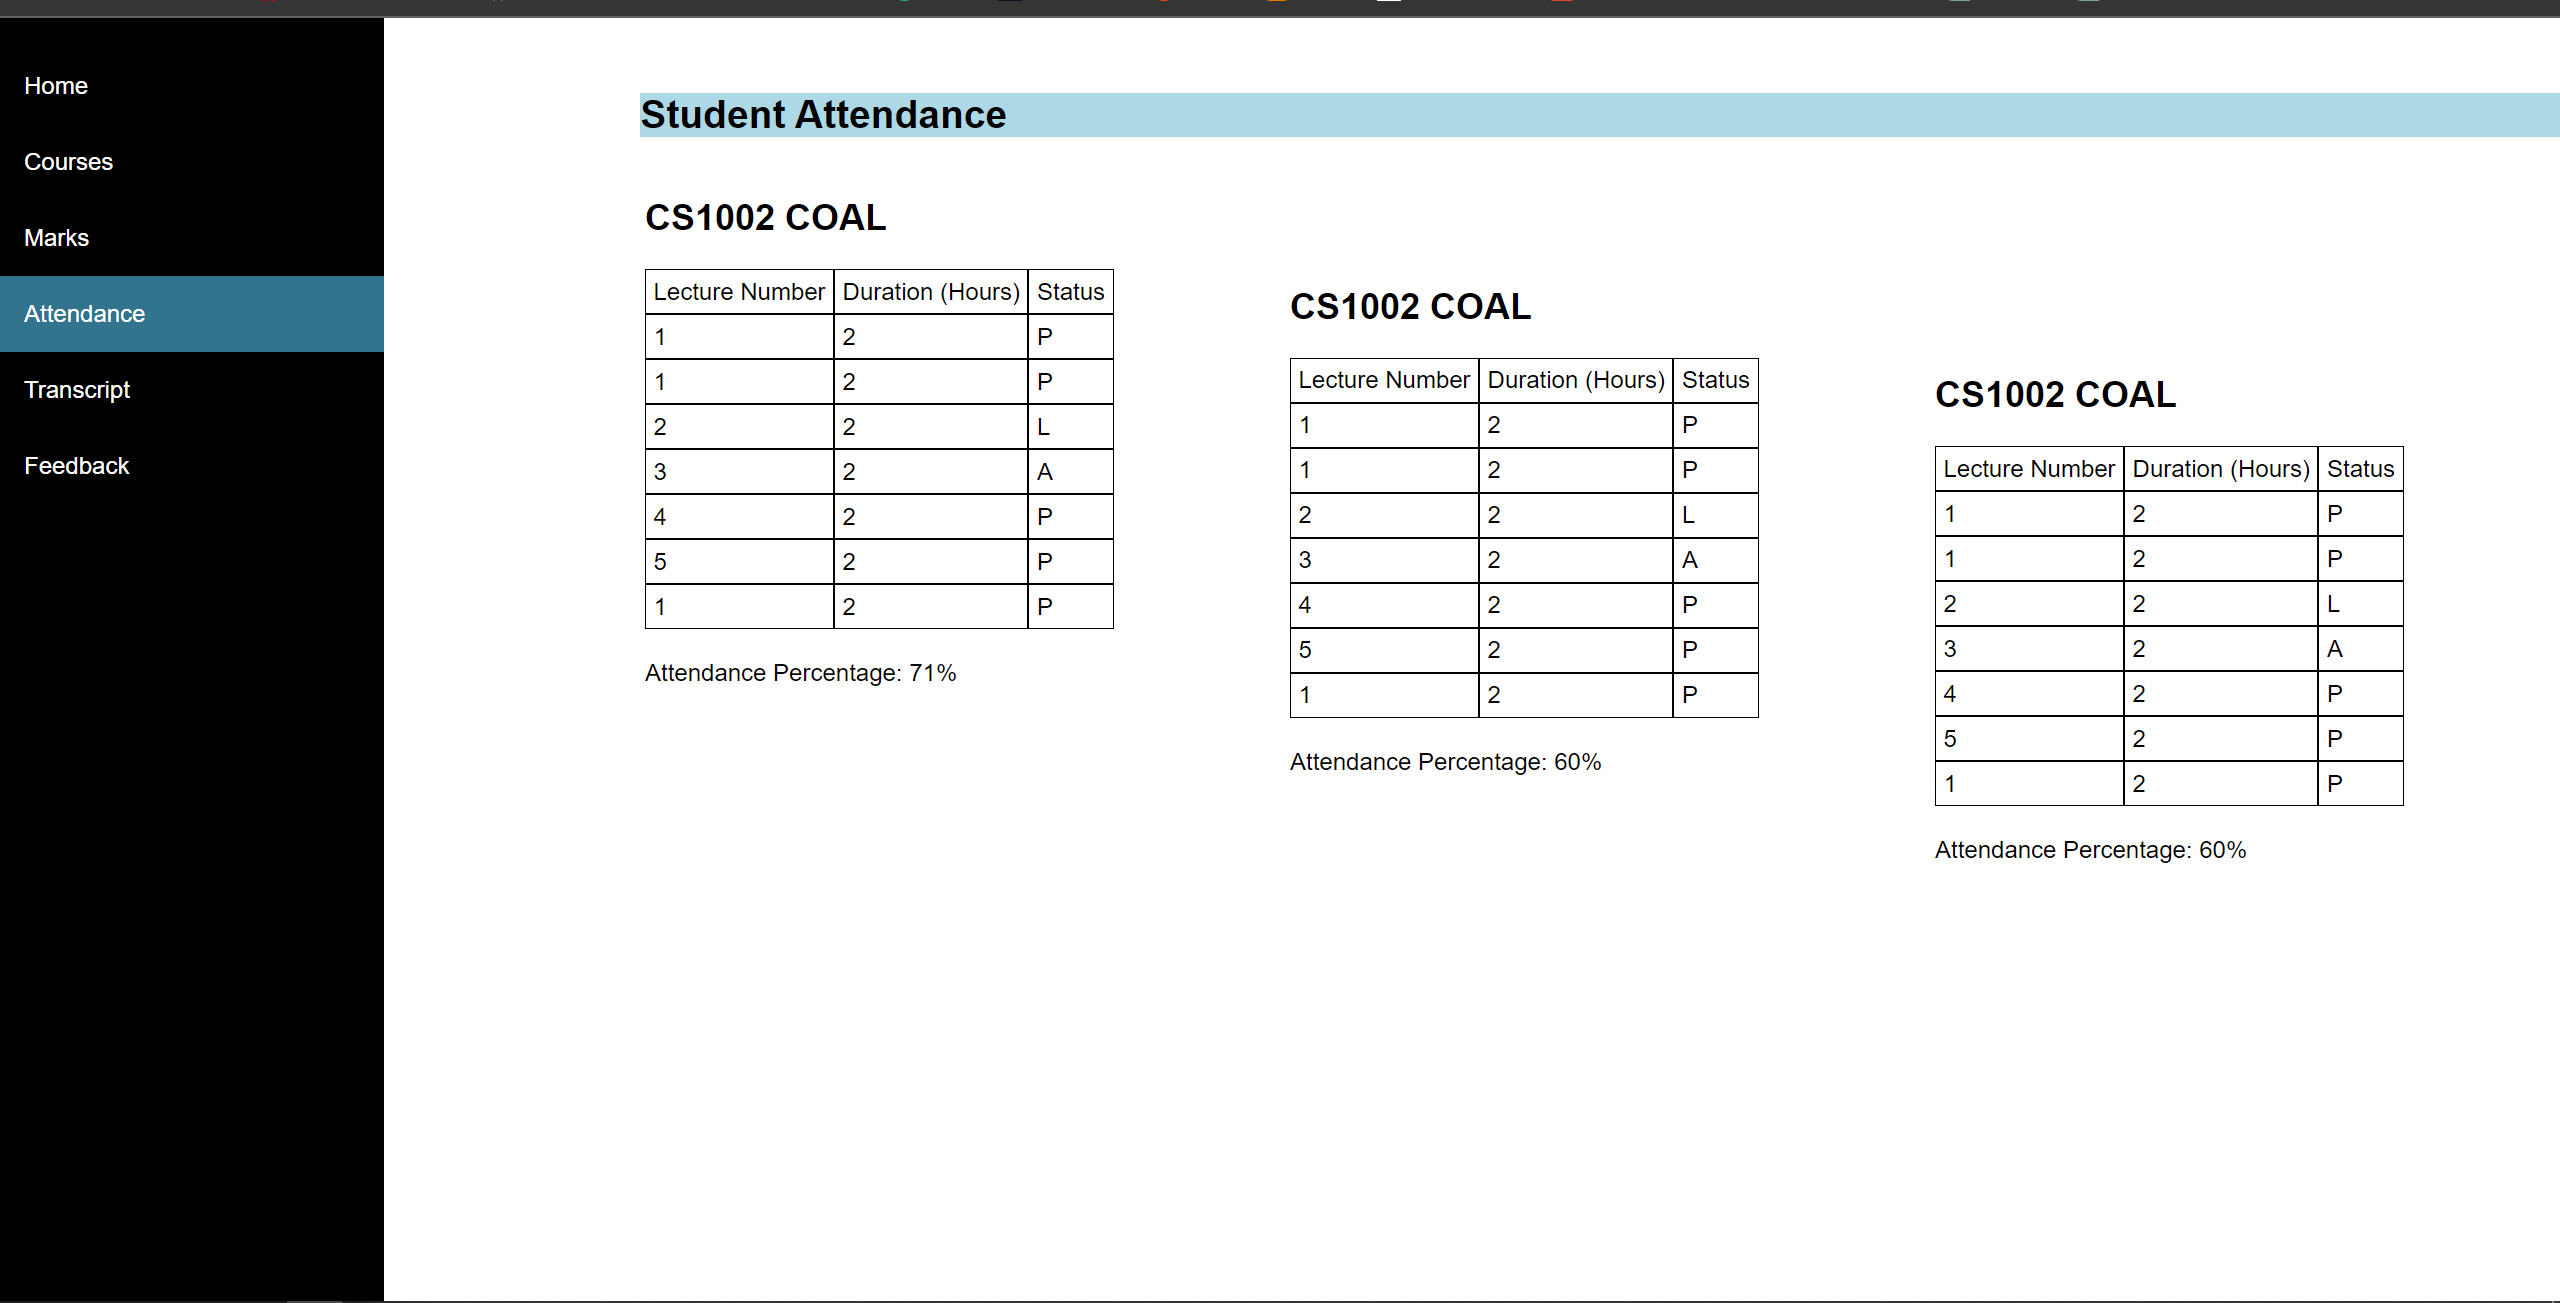 Home
Courses
Marks
Attendance
Transcript
Feedback
Student Attendance
CS1002 COAL
Lecture Number Duration (Hours) Status
1 2 P
1 2 P
2 2 L
3 2 A
4 2 P
5 2 P
1 2 P
Attendance Percentage: 71%
CS1002 COAL
Lecture Number Duration (Hours) Status
1 2 P
1 2 P
2 2 L
3 2 A
4 2 P
5 2 P
1 2 P
Attendance Percentage: 60%
CS1002 COAL
Lecture Number Duration (Hours) Status
1 2 P
1 2 P
2 2 L
3 2 A
4 2 P
5 2 P
1 2 P
Attendance Percentage: 60%